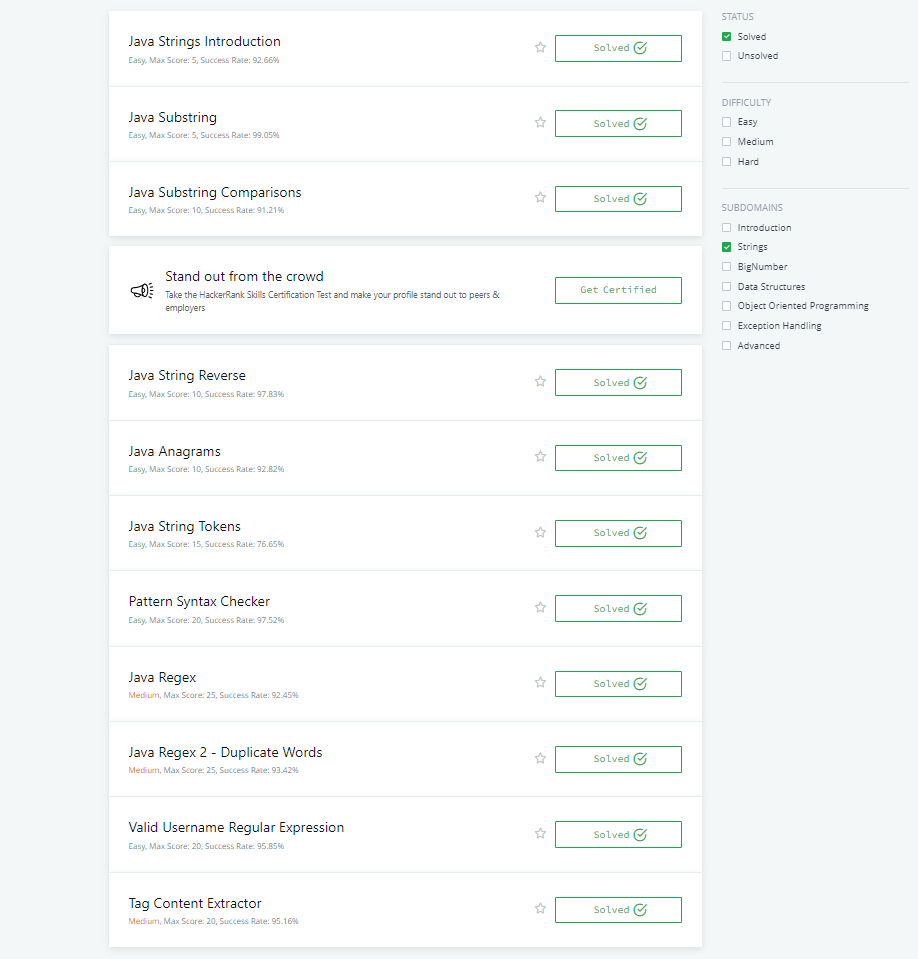 Java Strings Introduction
Easy, Max Score: 5, Success Rate: 92.66%
Solved
Java Substring
Easy, Max Score: 5, Success Rate: 99.05%
Solved
Java Substring Comparisons
Easy, Max Score: 10, Success Rate: 91.21%
Solved
Stand out from the crowd
Take the HackerRank Skills Certification Test and make your profile stand out to peers &
employers
Get Certified
Java String Reverse
Easy, Max Score: 10, Success Rate: 97.83%
Solved
Java Anagrams
Easy, Max Score: 10, Success Rate: 92.82%
Solved
Java String Tokens
Easy, Max Score: 15, Success Rate: 76.65%
Solved
Pattern Syntax Checker
Easy, Max Score: 20, Success Rate: 97.52%
Solved
Java Regex
Medium, Max Score: 25, Success Rate: 92.45%
Solved
Java Regex 2 - Duplicate Words
Medium, Max Score: 25, Success Rate: 93.42%
Solved
Valid Username Regular Expression
Easy, Max Score: 20, Success Rate: 95.85%
Solved
Tag Content Extractor
Medium, Max Score: 20, Success Rate: 95.16%
Solved
STATUS
Solved
Unsolved
DIFFICULTY
Easy
Medium
Hard
SUBDOMAINS
Introduction
Strings
BigNumber
Data Structures
Object Oriented Programming
Exception Handling
Advanced